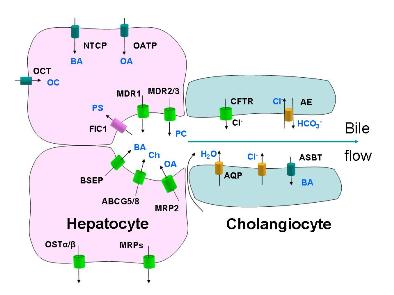 NTCP OATP
BA OA
OCT
OC
MDR1 MDR2/3
PS
FIC1
PC
CFTR Cl⁻ AE
Cl⁻ HCO₃⁻
Bile
flow
BA Ch OA
BSEP
ABCG5/8
MRP2
H₂O Cl⁻ ASBT
AQP BA
Hepatocyte Cholangiocyte
OSTα/β MRPs